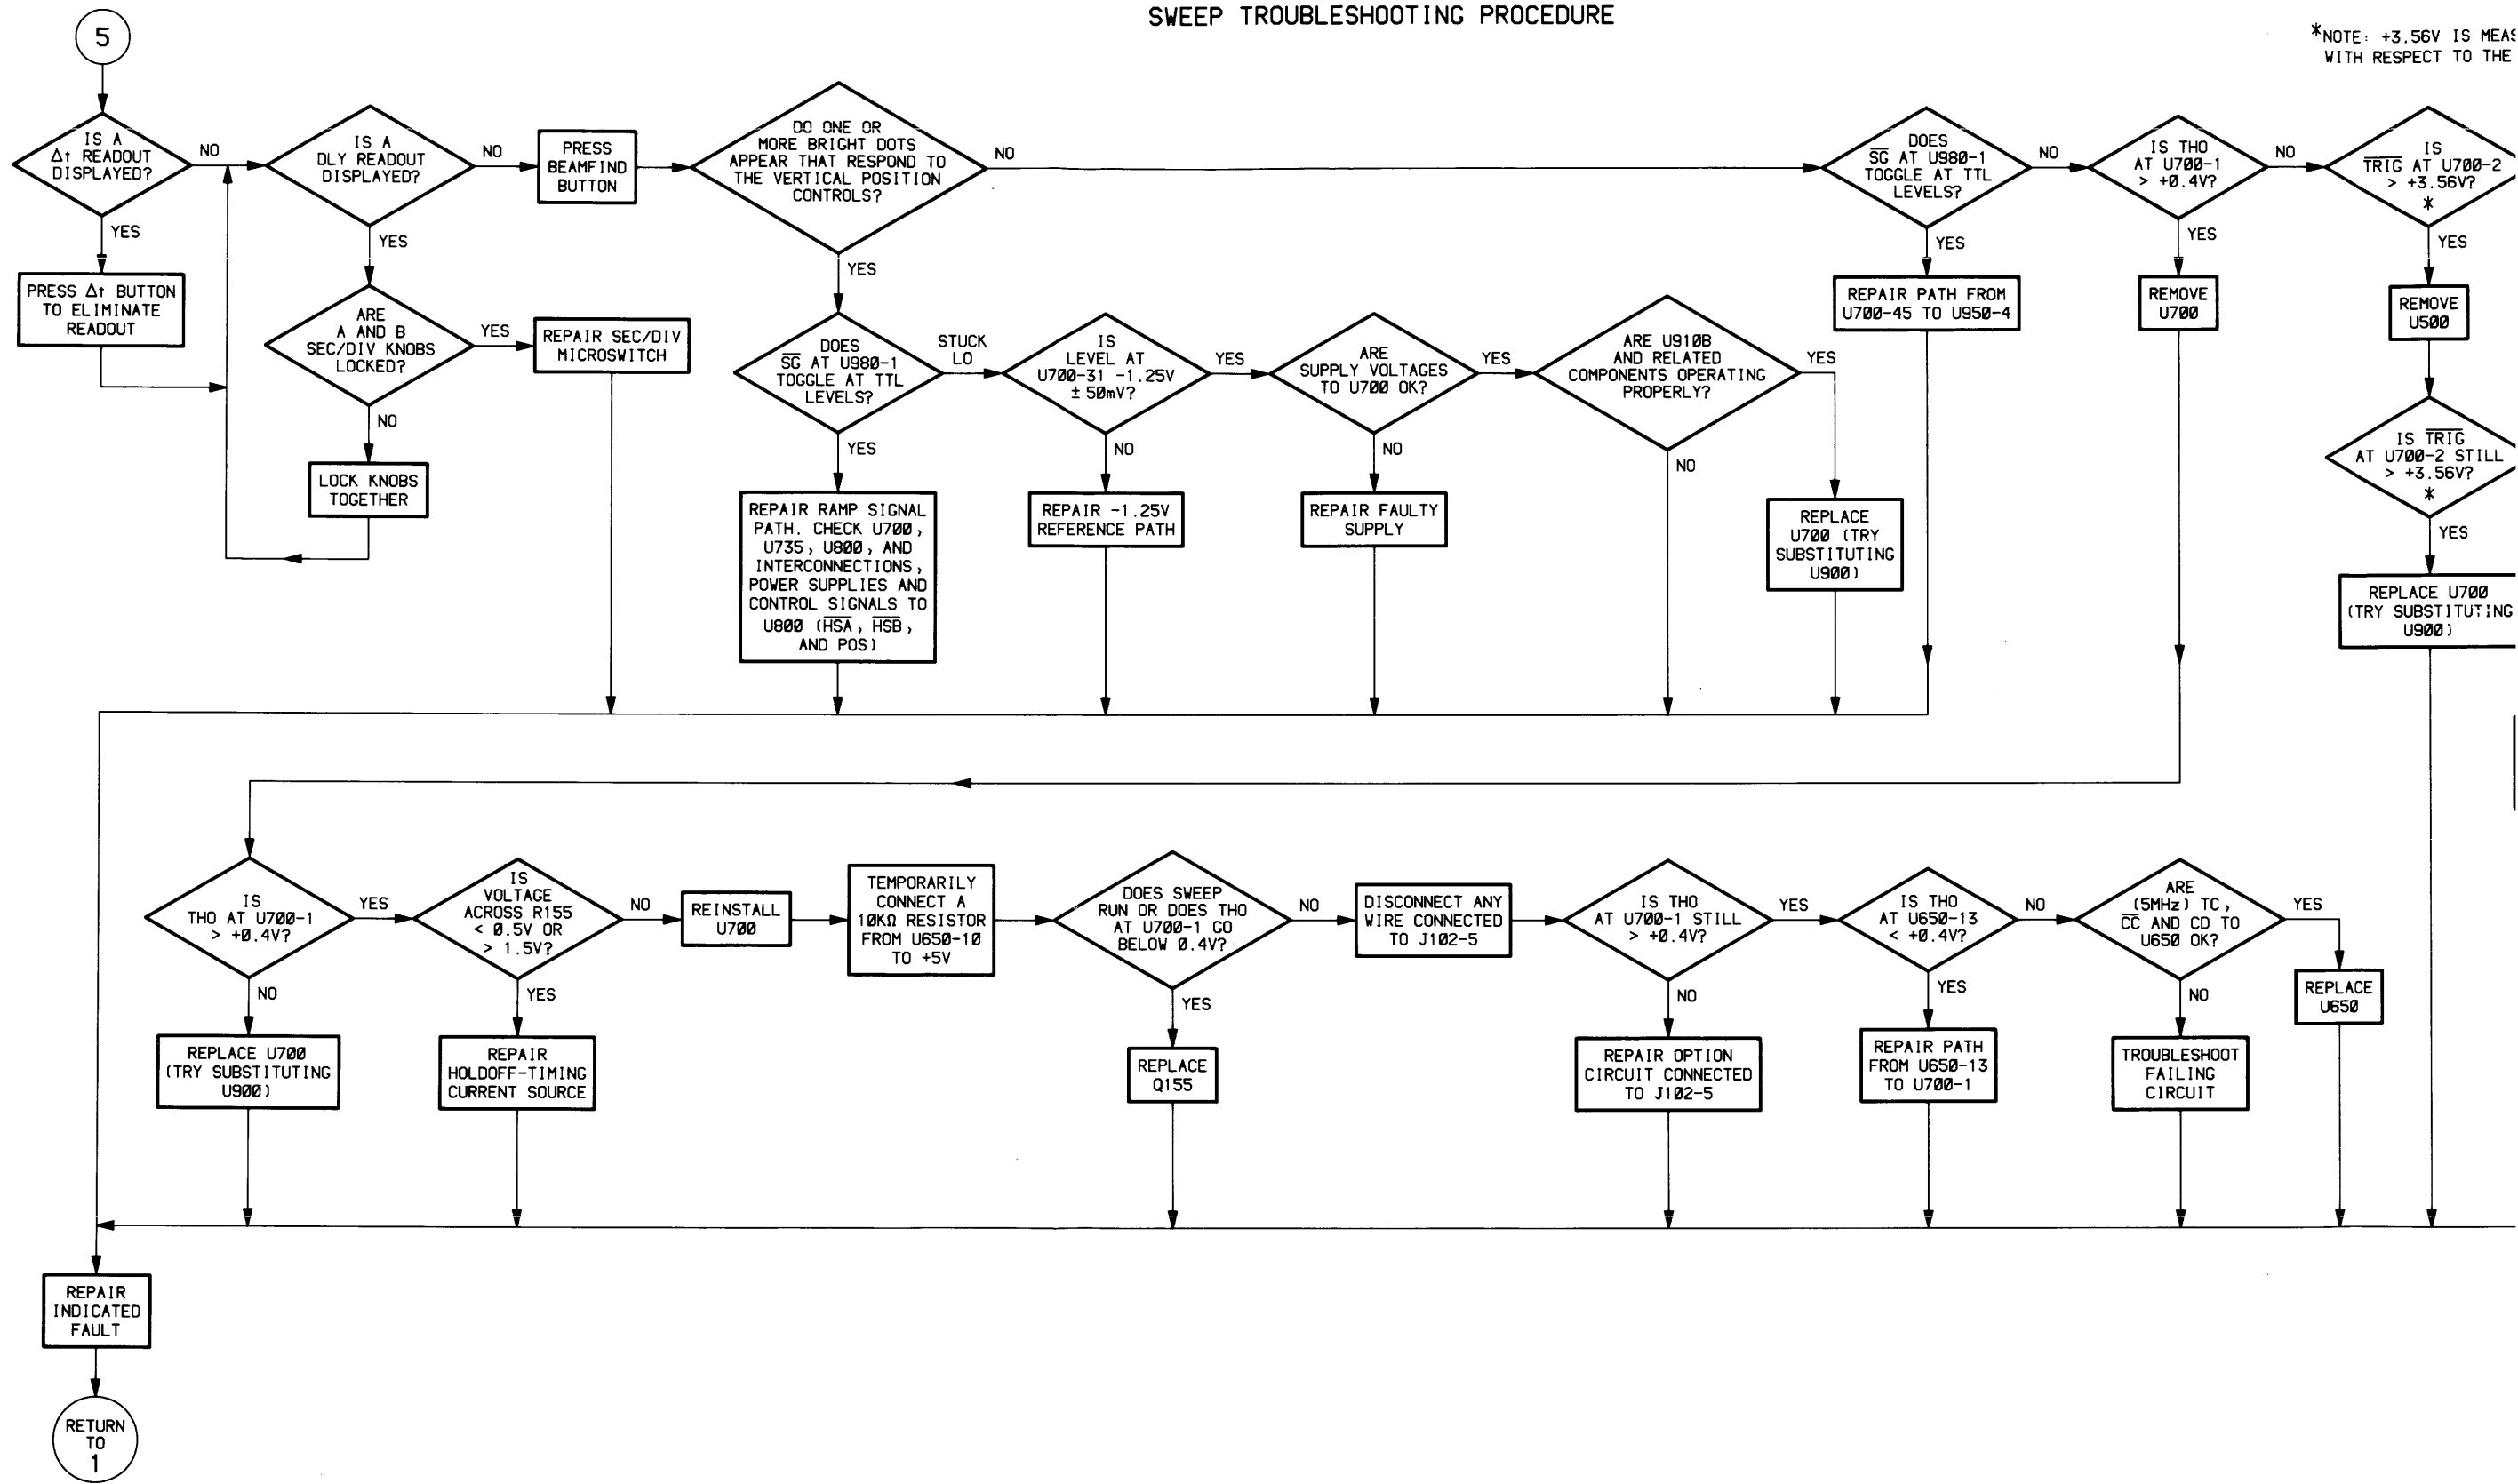 SWEEP TROUBLESHOOTING PROCEDURE
*NOTE: +3.56V IS MEAS
WITH RESPECT TO THE
5
IS A
Δt READOUT
DISPLAYED?
NO
YES
PRESS Δt BUTTON
TO ELIMINATE
READOUT
IS A
DLY READOUT
DISPLAYED?
NO
YES
ARE
A AND B
SEC/DIV KNOBS
LOCKED?
YES
NO
LOCK KNOBS
TOGETHER
REPAIR SEC/DIV
MICROSWITCH
PRESS
BEAMFIND
BUTTON
DO ONE OR
MORE BRIGHT DOTS
APPEAR THAT RESPOND TO
THE VERTICAL POSITION
CONTROLS?
NO
YES
DOES
S̅G̅ AT U980-1
TOGGLE AT TTL
LEVELS?
STUCK
LO
YES
REPAIR RAMP SIGNAL
PATH. CHECK U700,
U735, U800, AND
INTERCONNECTIONS,
POWER SUPPLIES AND
CONTROL SIGNALS TO
U800 (H̅S̅A̅, H̅S̅B̅,
AND POS)
IS
LEVEL AT
U700-31 -1.25V
± 50mV?
YES
NO
REPAIR -1.25V
REFERENCE PATH
ARE
SUPPLY VOLTAGES
TO U700 OK?
YES
NO
REPAIR FAULTY
SUPPLY
ARE U910B
AND RELATED
COMPONENTS OPERATING
PROPERLY?
YES
NO
REPLACE
U700 (TRY
SUBSTITUTING
U900)
DOES
S̅G̅ AT U980-1
TOGGLE AT TTL
LEVELS?
NO
YES
REPAIR PATH FROM
U700-45 TO U950-4
IS THO
AT U700-1
> +0.4V?
NO
YES
REMOVE
U700
IS
T̅R̅I̅G̅ AT U700-2
> +3.56V?
*
YES
REMOVE
U500
IS T̅R̅I̅G̅
AT U700-2 STILL
> +3.56V?
*
YES
REPLACE U700
(TRY SUBSTITUTING
U900)
IS
THO AT U700-1
> +0.4V?
YES
NO
REPLACE U700
(TRY SUBSTITUTING
U900)
IS
VOLTAGE
ACROSS R155
< 0.5V OR
> 1.5V?
NO
YES
REPAIR
HOLDOFF-TIMING
CURRENT SOURCE
REINSTALL
U700
TEMPORARILY
CONNECT A
10KΩ RESISTOR
FROM U650-10
TO +5V
DOES SWEEP
RUN OR DOES THO
AT U700-1 GO
BELOW 0.4V?
NO
YES
REPLACE
Q155
DISCONNECT ANY
WIRE CONNECTED
TO J102-5
IS THO
AT U700-1 STILL
> +0.4V?
YES
NO
REPAIR OPTION
CIRCUIT CONNECTED
TO J102-5
IS THO
AT U650-13
< +0.4V?
NO
YES
REPAIR PATH
FROM U650-13
TO U700-1
ARE
(5MHz) TC,
C̅C̅ AND CD TO
U650 OK?
YES
NO
TROUBLESHOOT
FAILING
CIRCUIT
REPLACE
U650
REPAIR
INDICATED
FAULT
RETURN
TO
1